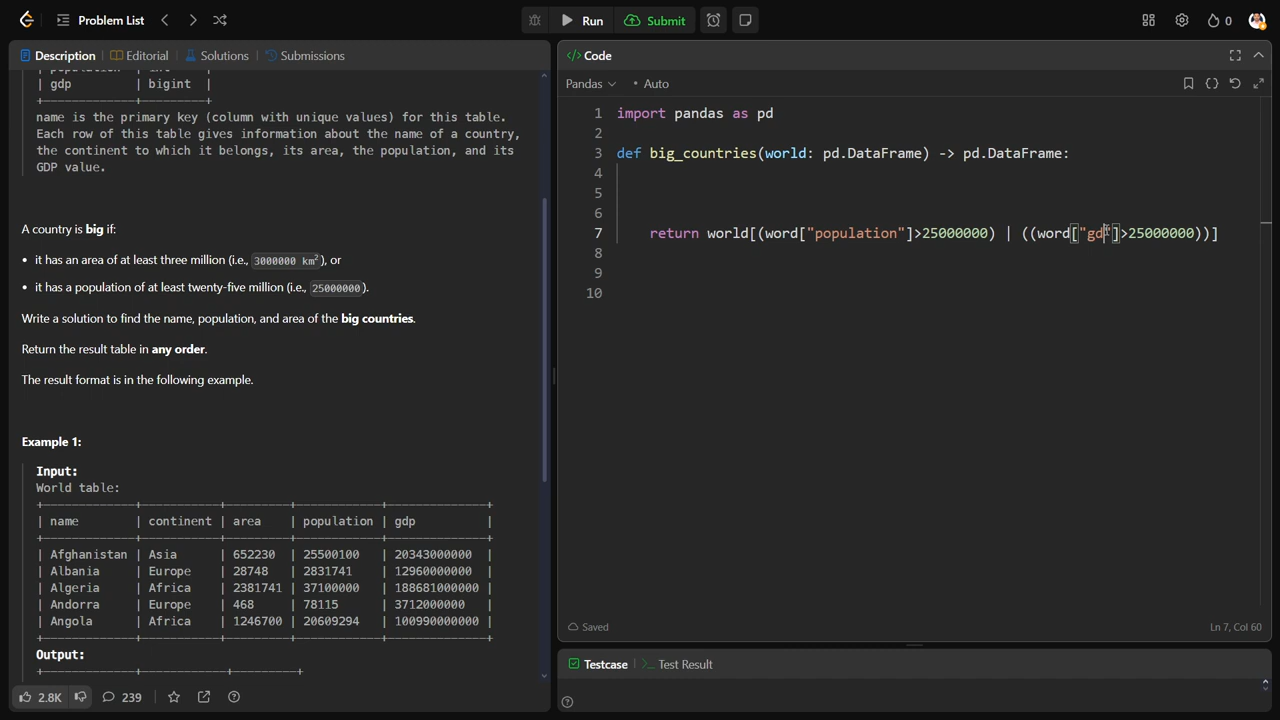 Problem List
Run
Submit
0
Description
Editorial
Solutions
Submissions
| gdp | bigint |
+-------------+---------+
name is the primary key (column with unique values) for this table.
Each row of this table gives information about the name of a country,
the continent to which it belongs, its area, the population, and its
GDP value.
A country is big if:
• it has an area of at least three million (i.e., 3000000 km²), or
• it has a population of at least twenty-five million (i.e., 25000000).
Write a solution to find the name, population, and area of the big countries.
Return the result table in any order.
The result format is in the following example.
Example 1:
Input:
World table:
+-------------+-----------+---------+------------+--------------+
| name | continent | area | population | gdp |
+-------------+-----------+---------+------------+--------------+
| Afghanistan | Asia | 652230 | 25500100 | 20343000000 |
| Albania | Europe | 28748 | 2831741 | 12960000000 |
| Algeria | Africa | 2381741 | 37100000 | 188681000000 |
| Andorra | Europe | 468 | 78115 | 3712000000 |
| Angola | Africa | 1246700 | 20609294 | 100990000000 |
+-------------+-----------+---------+------------+--------------+
Output:
+-------------+------------+---------+
2.8K
239
</> Code
Pandas
• Auto
1 import pandas as pd
2
3 def big_countries(world: pd.DataFrame) -> pd.DataFrame:
4
5
6
7 return world[(word["population"]>25000000) | ((word["gd"]>25000000))]
8
9
10
Saved
Ln 7, Col 60
Testcase
Test Result